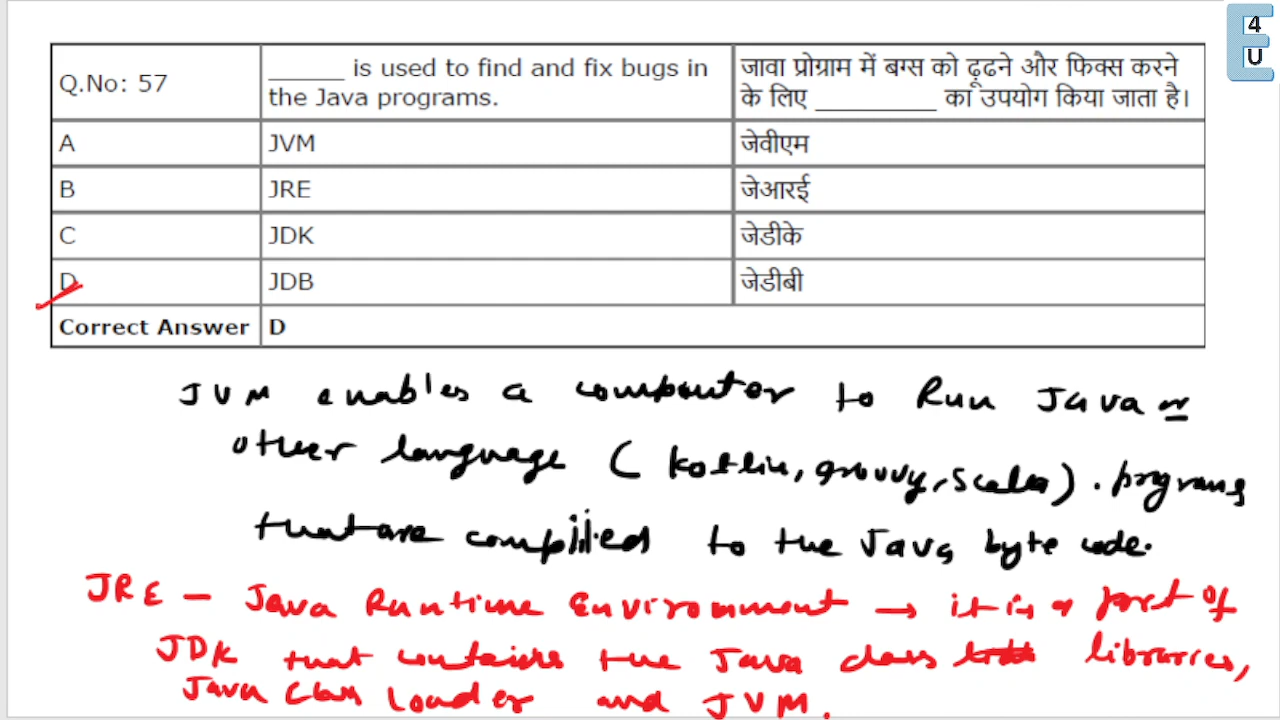 4
U
Q.No: 57 ______ is used to find and fix bugs in the Java programs. जावा प्रोग्राम में बग्स को ढूढने और फिक्स करने के लिए __________ का उपयोग किया जाता है।
A JVM जेवीएम
B JRE जेआरई
C JDK जेडीके
D JDB जेडीबी
Correct Answer D
JVM enables a computor to Run Java or
other language (Kotlin, groovy, Scala). programs
that are compiled to the Java byte code.
JRE – Java Runtime Environment → it is a part of
JDK that contains the Java class libraries,
Java Class Loader and JVM.